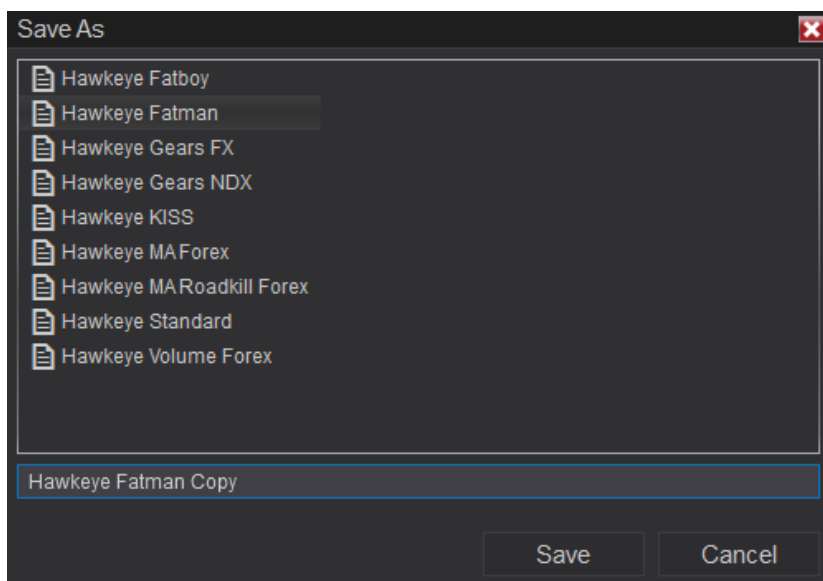 Save As
Hawkeye Fatboy
Hawkeye Fatman
Hawkeye Gears FX
Hawkeye Gears NDX
Hawkeye KISS
Hawkeye MA Forex
Hawkeye MA Roadkill Forex
Hawkeye Standard
Hawkeye Volume Forex
Hawkeye Fatman Copy
Save Cancel